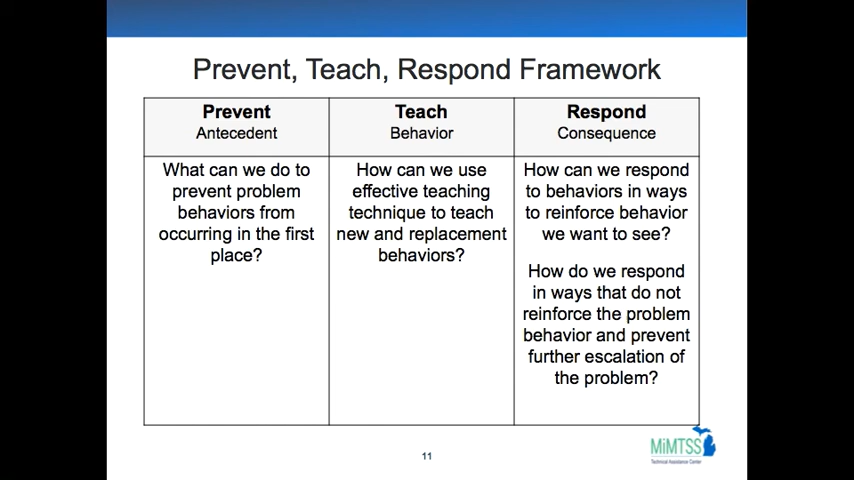 Prevent, Teach, Respond Framework
Prevent
Antecedent
Teach
Behavior
Respond
Consequence
What can we do to
prevent problem
behaviors from
occurring in the first
place?
How can we use
effective teaching
technique to teach
new and replacement
behaviors?
How can we respond
to behaviors in ways
to reinforce behavior
we want to see?
How do we respond
in ways that do not
reinforce the problem
behavior and prevent
further escalation of
the problem?
11
MiMTSS
Technical Assistance Center